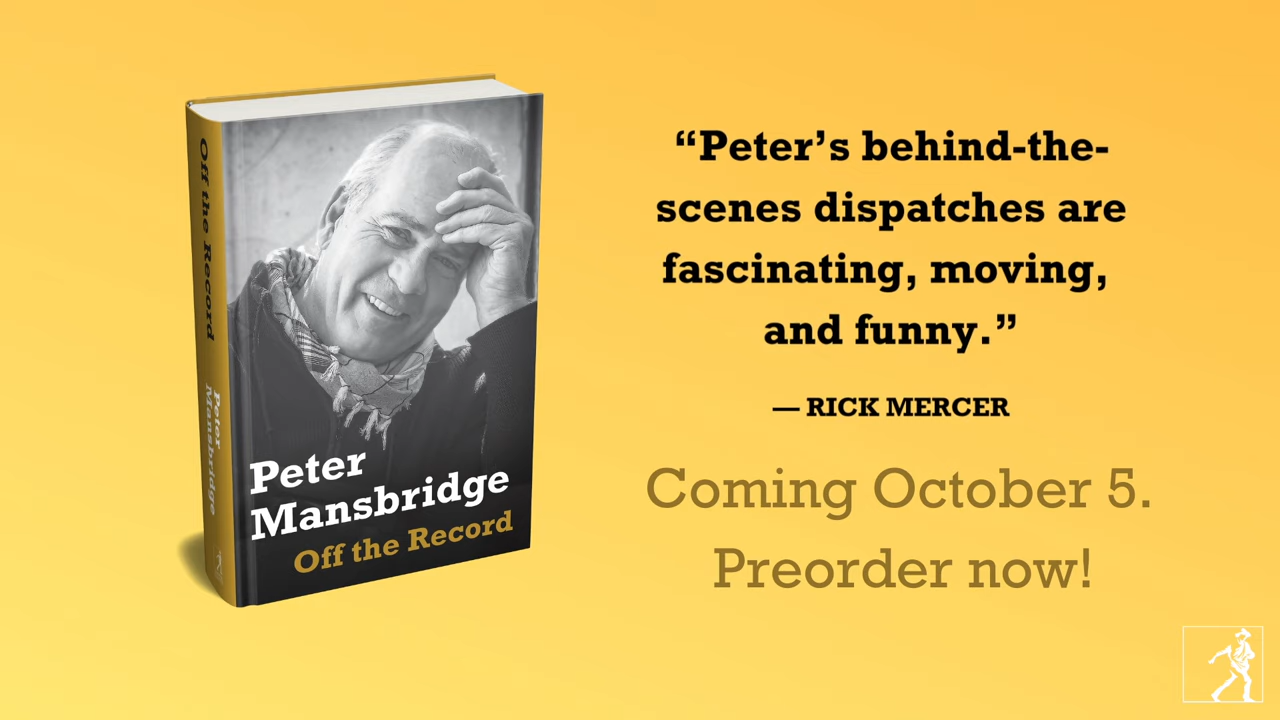 Off the Record
Peter
Mansbridge
Peter
Mansbridge
Off the Record
“Peter’s behind-the-
scenes dispatches are
fascinating, moving,
and funny.”
— RICK MERCER
Coming October 5.
Preorder now!